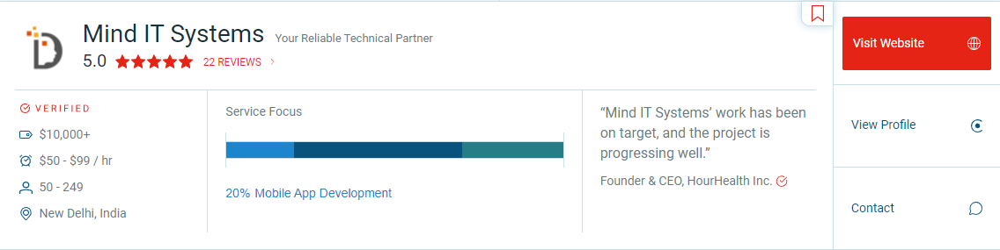 Mind IT Systems Your Reliable Technical Partner
5.0 22 REVIEWS
VERIFIED
$10,000+
$50 - $99 / hr
50 - 249
New Delhi, India
Service Focus
20% Mobile App Development
“Mind IT Systems’ work has been
on target, and the project is
progressing well.”
Founder & CEO, HourHealth Inc.
Visit Website
View Profile
Contact